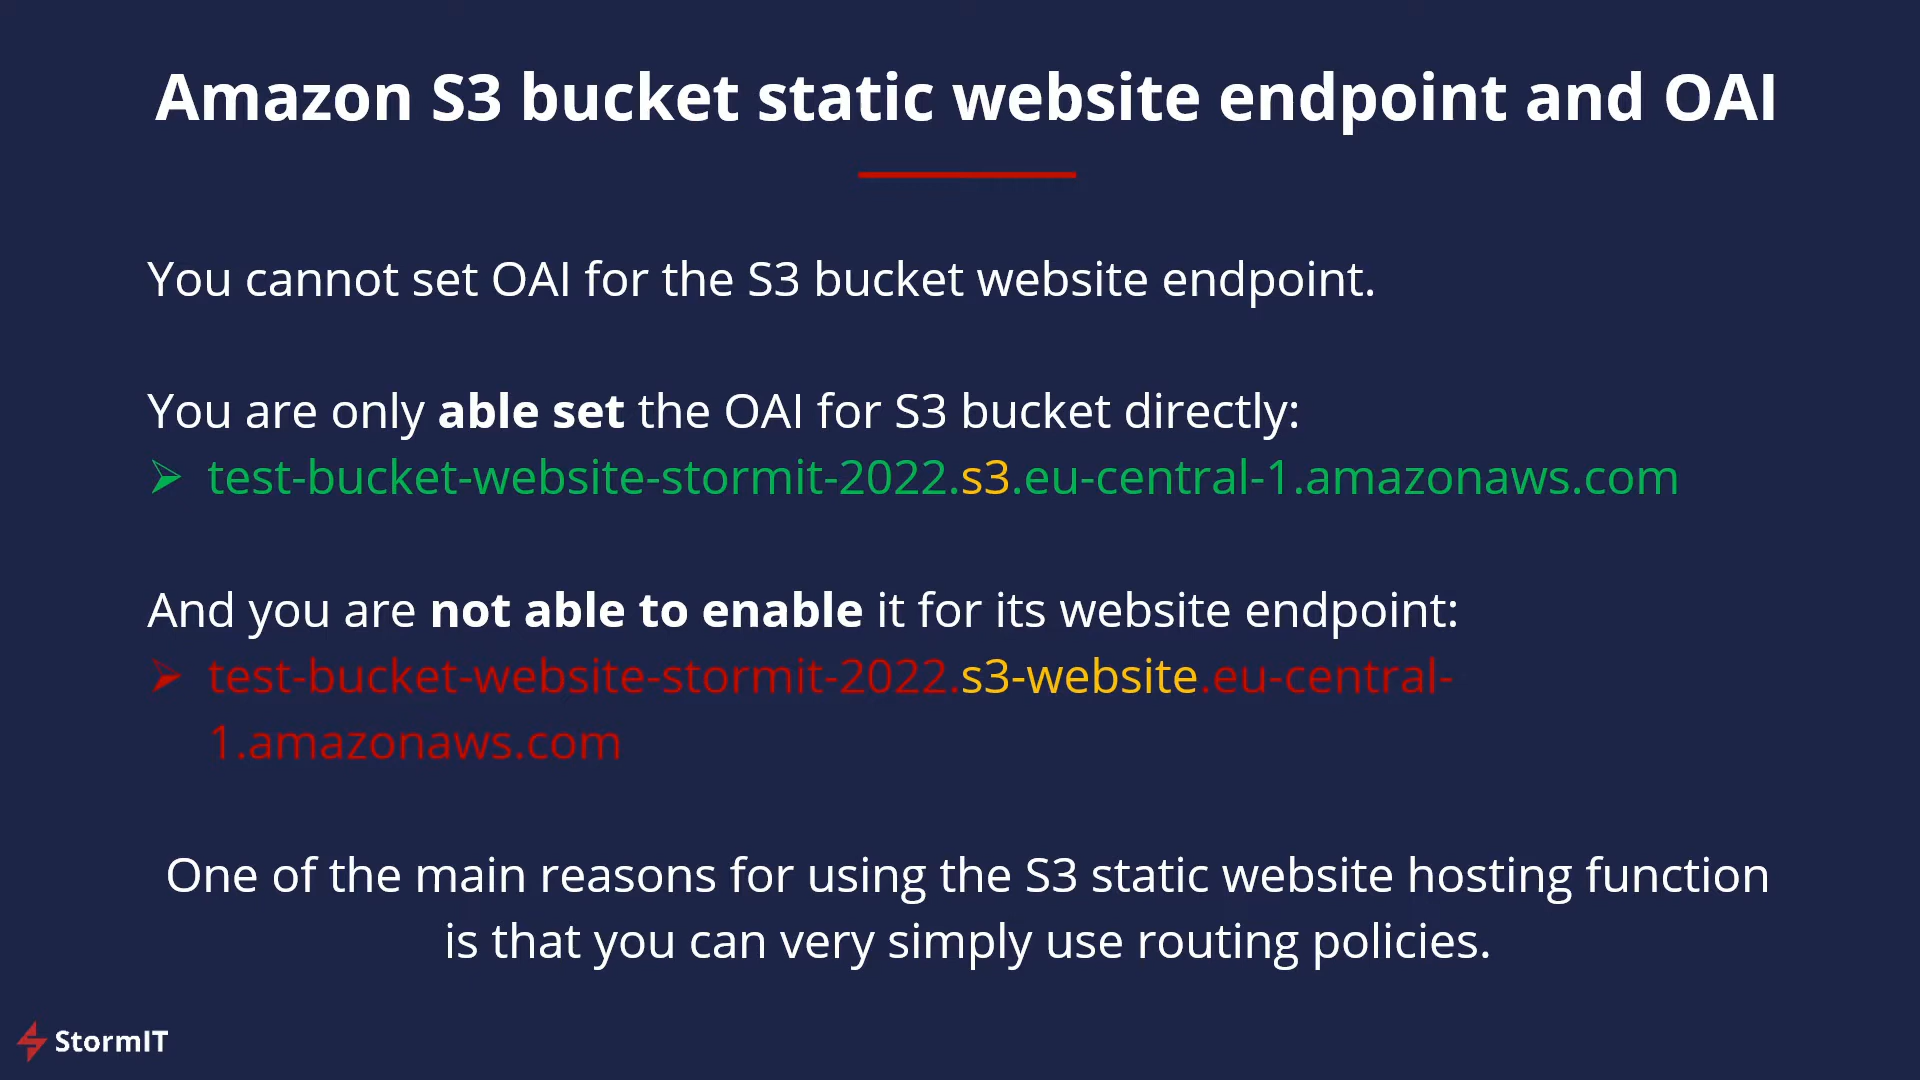 Amazon S3 bucket static website endpoint and OAI
You cannot set OAI for the S3 bucket website endpoint.
You are only able set the OAI for S3 bucket directly:
➢ test-bucket-website-stormit-2022.s3.eu-central-1.amazonaws.com
And you are not able to enable it for its website endpoint:
➢ test-bucket-website-stormit-2022.s3-website.eu-central-
1.amazonaws.com
One of the main reasons for using the S3 static website hosting function
is that you can very simply use routing policies.
StormIT